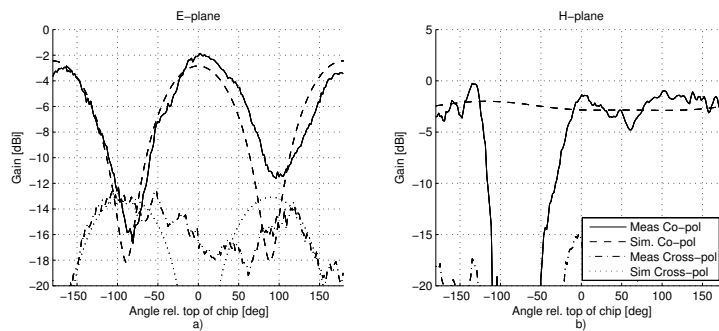 E-plane
0
-2
-4
-6
-8
-10
-12
-14
-16
-18
-20
Gain [dBi]
-150
-100
-50
0
50
100
150
Angle rel. top of chip [deg]
a)
H-plane
5
0
-5
-10
-15
-20
Gain [dBi]
-150
-100
-50
0
50
100
150
Angle rel. top of chip [deg]
b)
Meas Co-pol
Sim. Co-pol
Meas Cross-pol
Sim Cross-pol